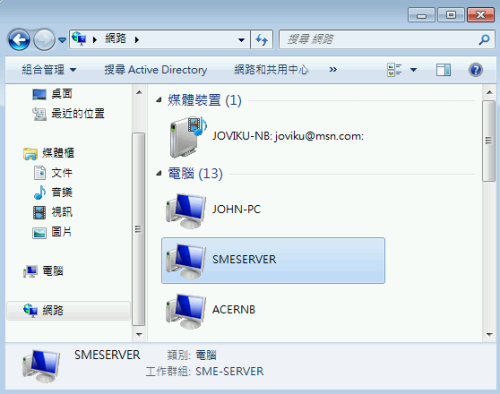 網路
搜尋 網路
組合管理 搜尋 Active Directory 網路和共用中心 »
桌面
最近的位置
媒體櫃
文件
音樂
視訊
圖片
電腦
網路
媒體裝置 (1)
JOVIKU-NB: joviku@msn.com:
電腦 (13)
JOHN-PC
SMESERVER
ACERNB
SMESERVER 類別: 電腦
工作群組: SME-SERVER